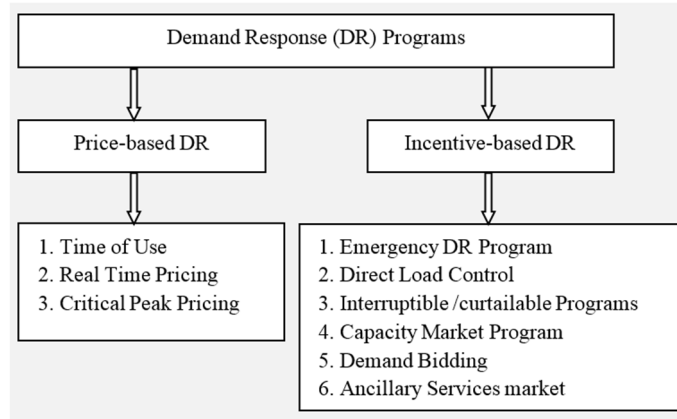 Demand Response (DR) Programs
Price-based DR
Incentive-based DR
1. Time of Use
2. Real Time Pricing
3. Critical Peak Pricing
1. Emergency DR Program
2. Direct Load Control
3. Interruptible /curtailable Programs
4. Capacity Market Program
5. Demand Bidding
6. Ancillary Services market